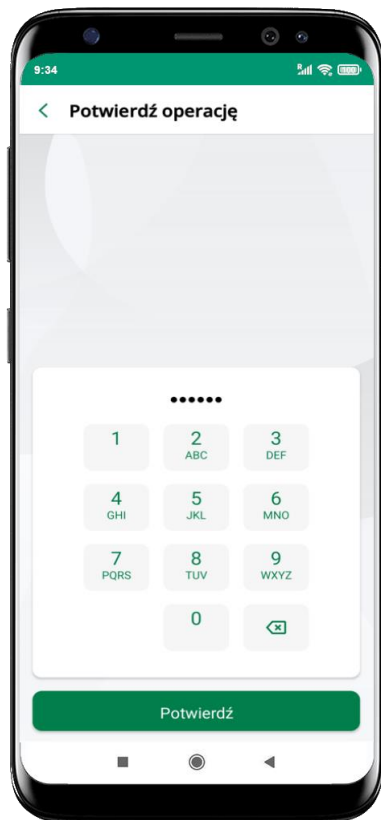 9:34
R
100
Potwierdź operację
••••••
1 2 3
ABC DEF
4 5 6
GHI JKL MNO
7 8 9
PQRS TUV WXYZ
0
Potwierdź